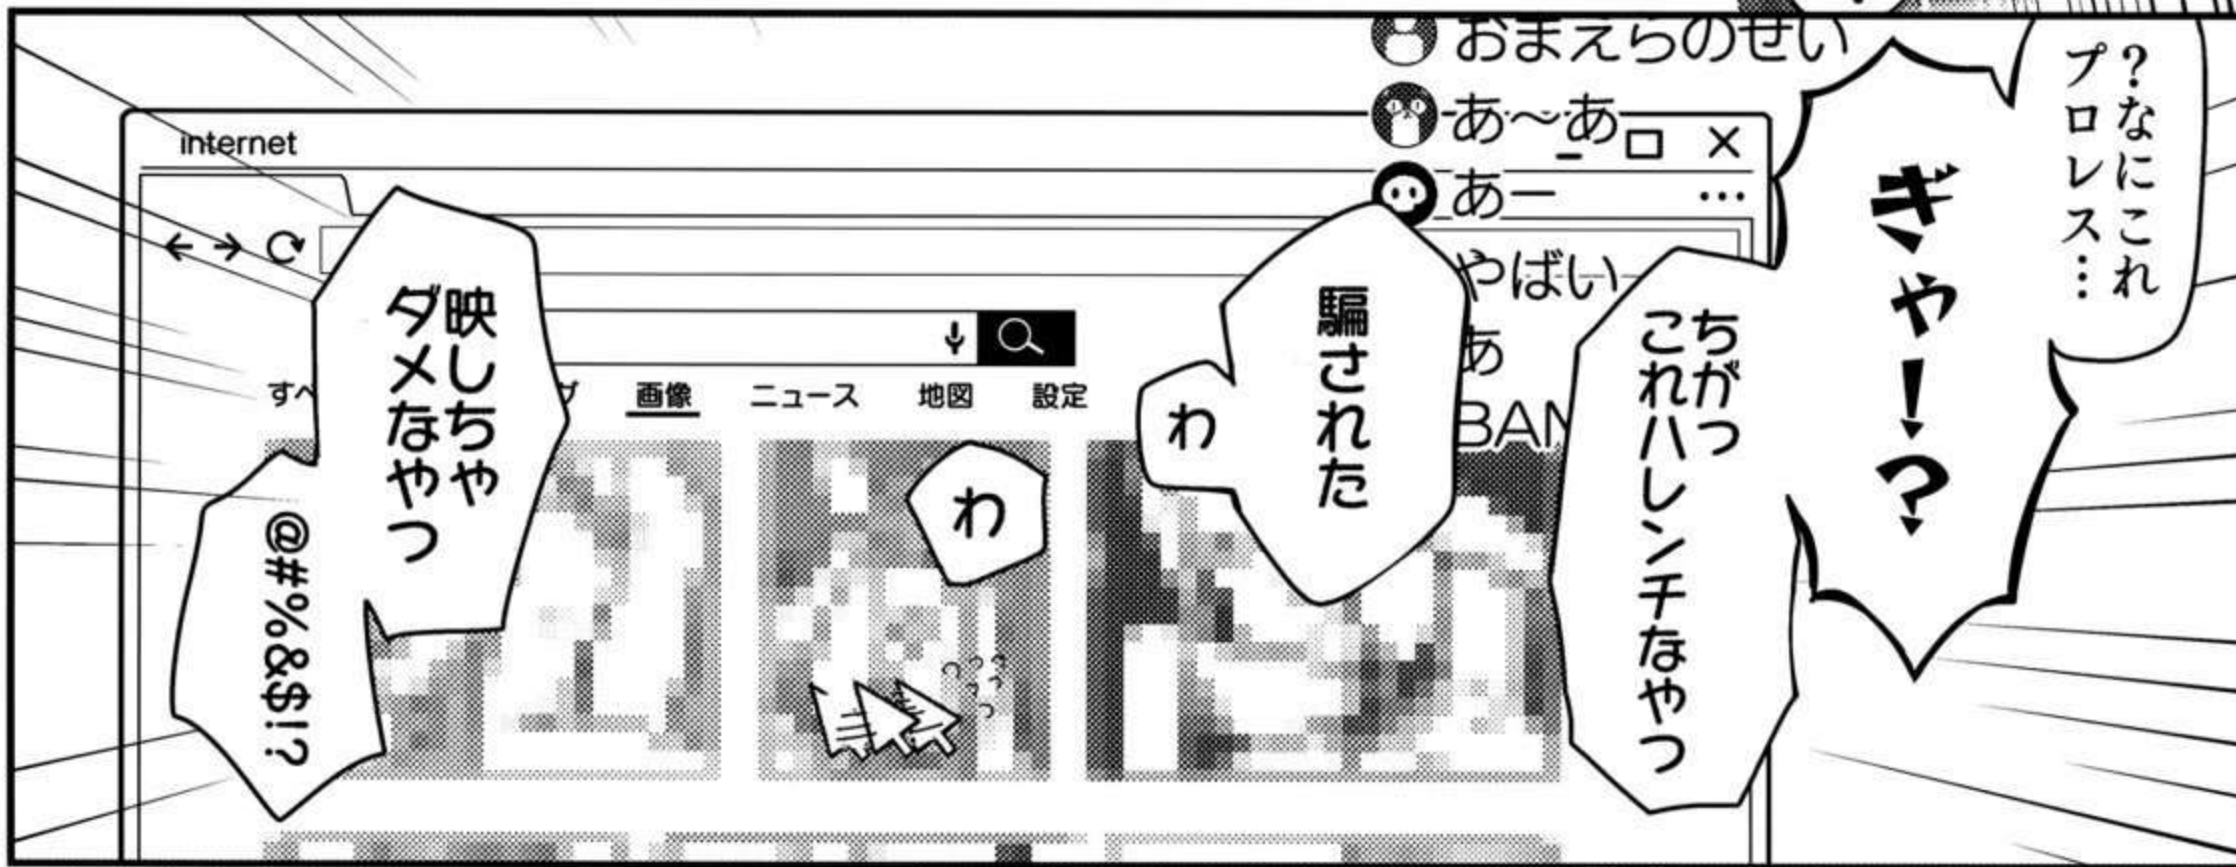 ？なにこれ
プロレス…
ぎゃー！？
ちがっ
これハレンチなやつ
騙された
わ
わ
映しちゃ
ダメなやつ
@#%&$!?
おまえらのせい
あ～あ
あー
やばい
あ
BAN
internet
画像
ニュース
地図
設定